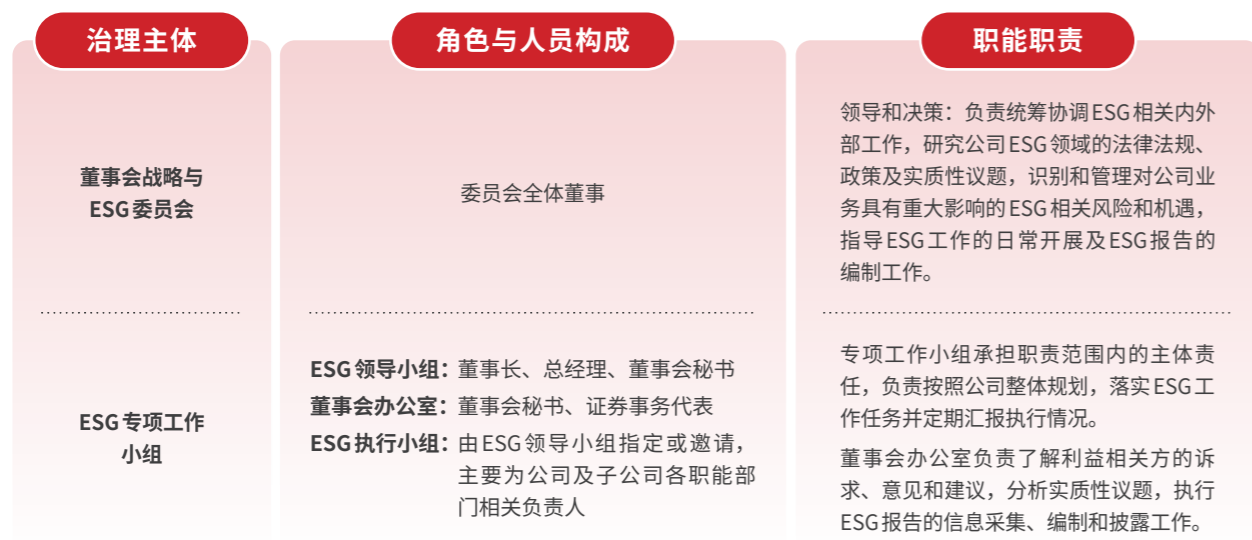 治理主体
角色与人员构成
职能职责
董事会战略与
ESG委员会
委员会全体董事
领导和决策：负责统筹协调ESG相关内外
部工作，研究公司ESG领域的法律法规、
政策及实质性议题，识别和管理对公司业
务具有重大影响的ESG相关风险和机遇，
指导ESG工作的日常开展及ESG报告的
编制工作。
ESG专项工作
小组
ESG领导小组：董事长、总经理、董事会秘书
董事会办公室：董事会秘书、证券事务代表
ESG执行小组：由ESG领导小组指定或邀请，
主要为公司及子公司各职能部
门相关负责人
专项工作小组承担职责范围内的主体责
任，负责按照公司整体规划，落实ESG工
作任务并定期汇报执行情况。
董事会办公室负责了解利益相关方的诉
求、意见和建议，分析实质性议题，执行
ESG报告的信息采集、编制和披露工作。